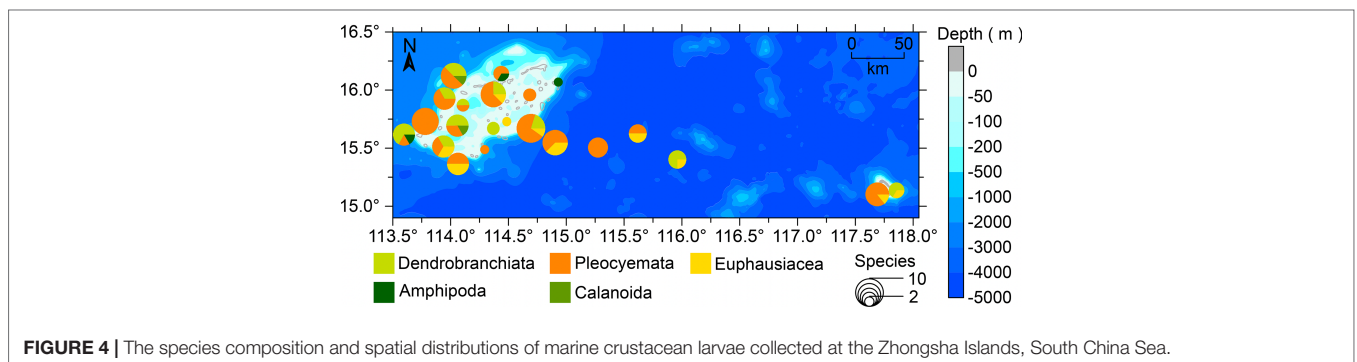 16.5°
16.0°
15.5°
15.0°
N
0 50
km
113.5° 114.0° 114.5° 115.0° 115.5° 116.0° 116.5° 117.0° 117.5° 118.0°
Depth ( m )
0
-50
-100
-200
-500
-1000
-2000
-3000
-4000
-5000
Dendrobranchiata Pleocyemata Euphausiacea
Amphipoda Calanoida
Species
10
2
FIGURE 4 | The species composition and spatial distributions of marine crustacean larvae collected at the Zhongsha Islands, South China Sea.